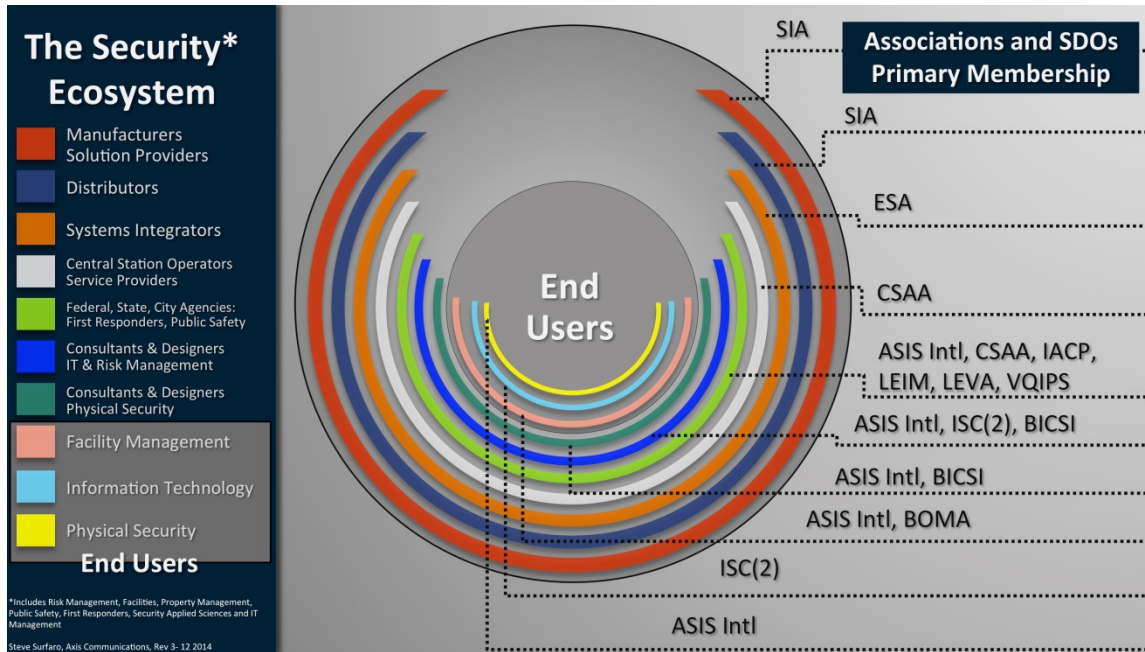 The Security*
Ecosystem
Manufacturers
Solution Providers
Distributors
Systems Integrators
Central Station Operators
Service Providers
Federal, State, City Agencies:
First Responders, Public Safety
Consultants & Designers
IT & Risk Management
Consultants & Designers
Physical Security
Facility Management
Information Technology
Physical Security
End Users
*Includes Risk Management, Facilities, Property Management,
Public Safety, First Responders, Security Applied Sciences and IT
Management
Steve Surfaro, Axis Communications, Rev 3- 12 2014
End
Users
Associations and SDOs
Primary Membership
SIA
SIA
ESA
CSAA
ASIS Intl, CSAA, IACP,
LEIM, LEVA, VQIPS
ASIS Intl, ISC(2), BICSI
ASIS Intl, BICSI
ASIS Intl, BOMA
ISC(2)
ASIS Intl